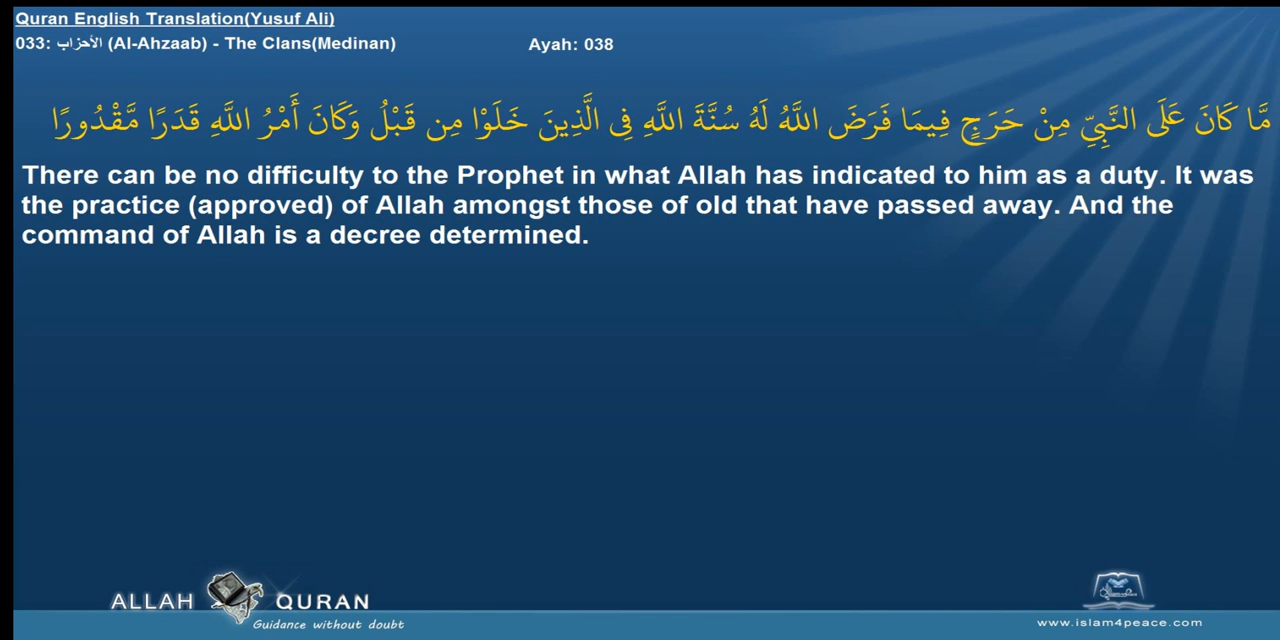 Quran English Translation(Yusuf Ali)
033: الأحزاب (Al-Ahzaab) - The Clans(Medinan) Ayah: 038
مَّا كَانَ عَلَى النَّبِيِّ مِنْ حَرَجٍ فِيمَا فَرَضَ اللَّهُ لَهُ سُنَّةَ اللَّهِ فِي الَّذِينَ خَلَوْا مِن قَبْلُ وَكَانَ أَمْرُ اللَّهِ قَدَرًا مَّقْدُورًا
There can be no difficulty to the Prophet in what Allah has indicated to him as a duty. It was
the practice (approved) of Allah amongst those of old that have passed away. And the
command of Allah is a decree determined.
ALLAH QURAN
Guidance without doubt
www.islam4peace.com